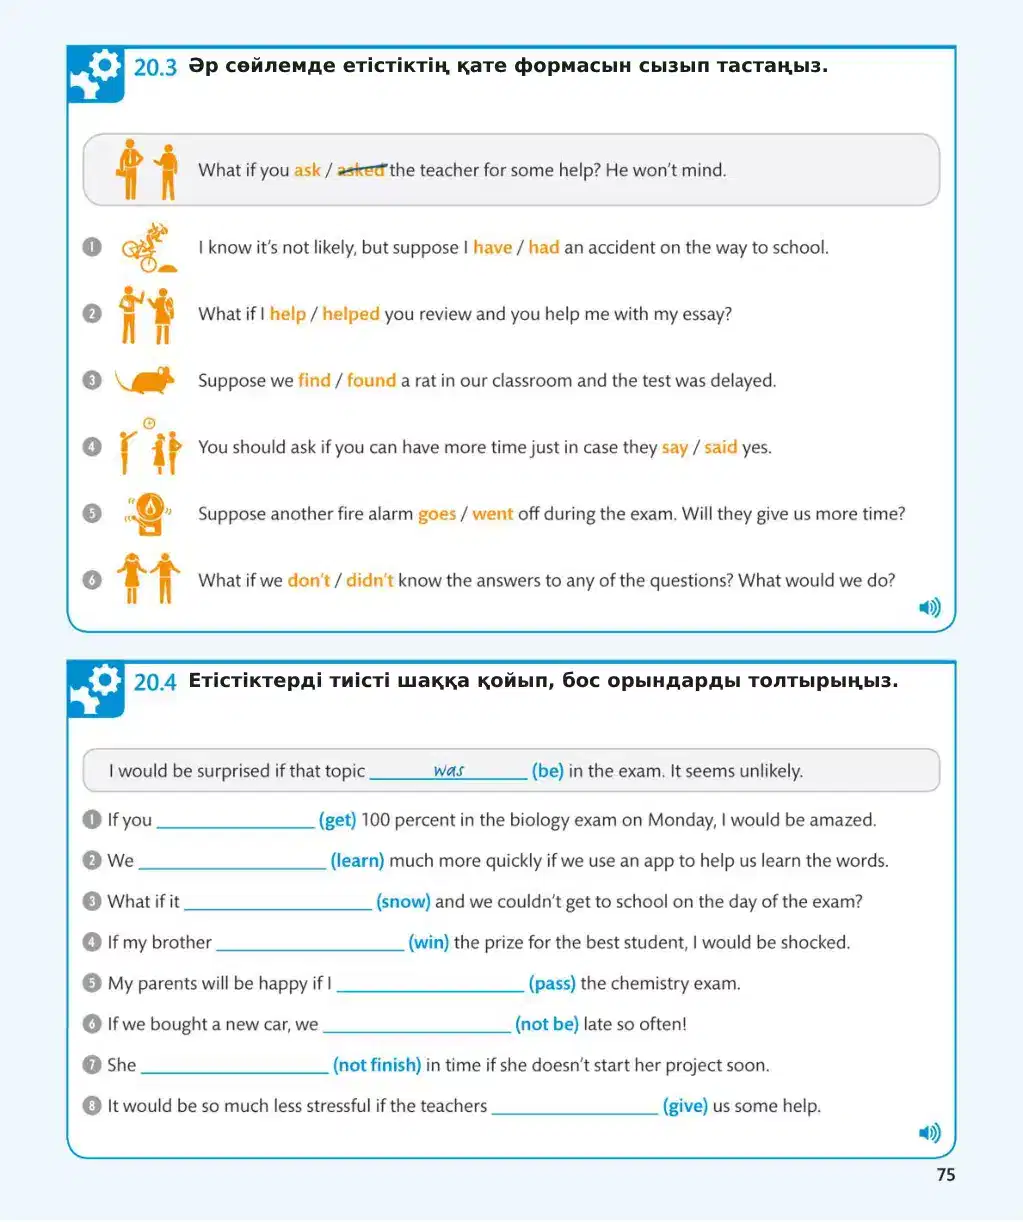 20.3 Әр сөйлемде етістіктің қате формасын сызып тастаңыз.
What if you ask / asked the teacher for some help? He won't mind.
1 I know it's not likely, but suppose I have / had an accident on the way to school.
2 What if I help / helped you review and you help me with my essay?
3 Suppose we find / found a rat in our classroom and the test was delayed.
4 You should ask if you can have more time just in case they say / said yes.
5 Suppose another fire alarm goes / went off during the exam. Will they give us more time?
6 What if we don't / didn't know the answers to any of the questions? What would we do?
20.4 Етістіктерді тиісті шаққа қойып, бос орындарды толтырыңыз.
I would be surprised if that topic was (be) in the exam. It seems unlikely.
1 If you ____ (get) 100 percent in the biology exam on Monday, I would be amazed.
2 We ____ (learn) much more quickly if we use an app to help us learn the words.
3 What if it ____ (snow) and we couldn't get to school on the day of the exam?
4 If my brother ____ (win) the prize for the best student, I would be shocked.
5 My parents will be happy if I ____ (pass) the chemistry exam.
6 If we bought a new car, we ____ (not be) late so often!
7 She ____ (not finish) in time if she doesn't start her project soon.
8 It would be so much less stressful if the teachers ____ (give) us some help.
75